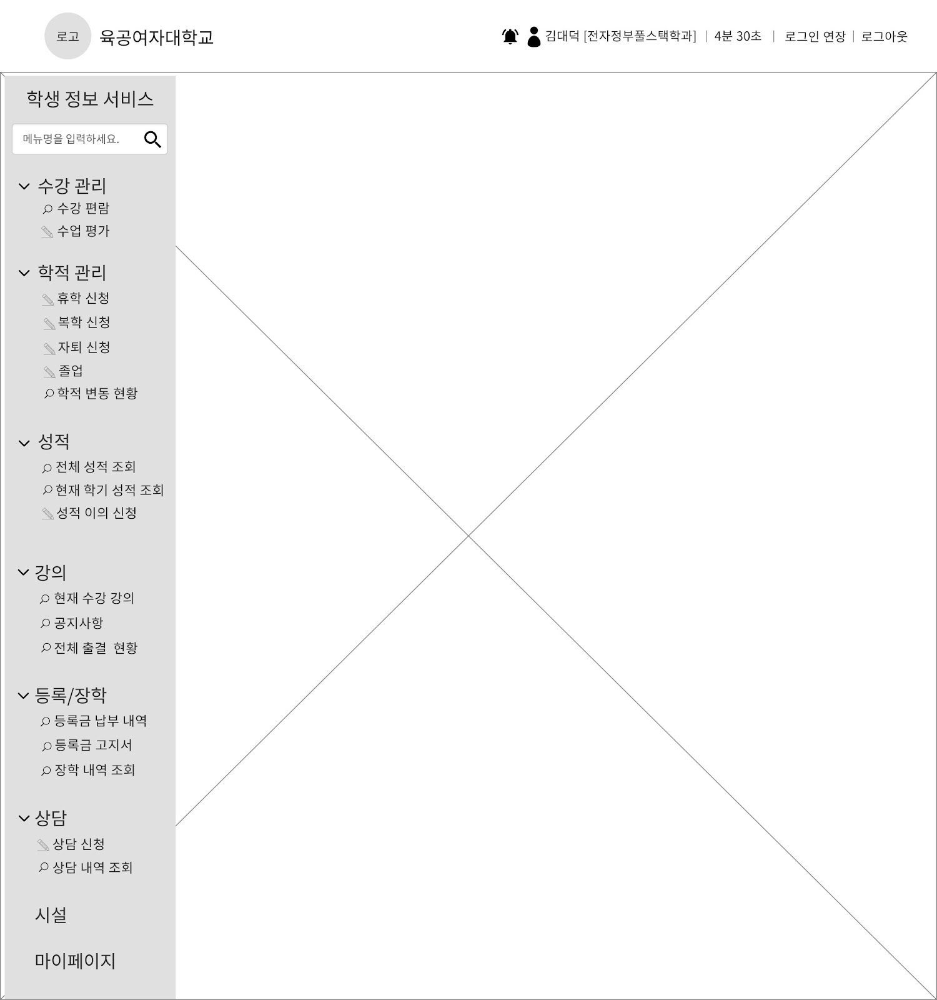 로고
육공여자대학교
김대덕 [전자정부풀스택학과] | 4분 30초 | 로그인 연장 | 로그아웃
학생 정보 서비스
메뉴명을 입력하세요.
수강 관리
수강 편람
수업 평가
학적 관리
휴학 신청
복학 신청
자퇴 신청
졸업
학적 변동 현황
성적
전체 성적 조회
현재 학기 성적 조회
성적 이의 신청
강의
현재 수강 강의
공지사항
전체 출결 현황
등록/장학
등록금 납부 내역
등록금 고지서
장학 내역 조회
상담
상담 신청
상담 내역 조회
시설
마이페이지